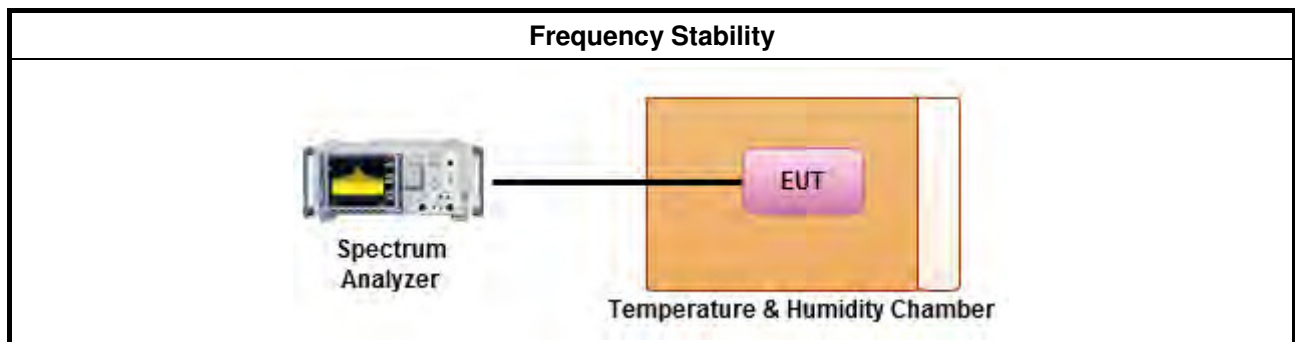 Frequency Stability
EUT
Spectrum
Analyzer
Temperature & Humidity Chamber